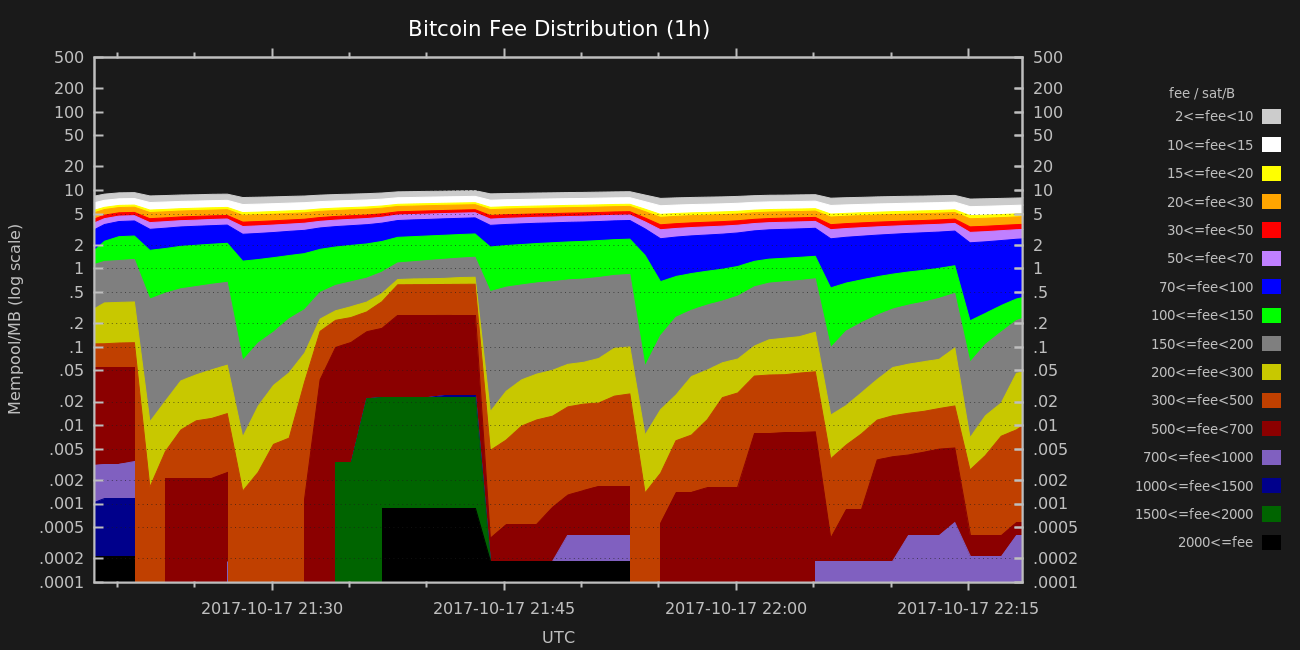 Bitcoin Fee Distribution (1h)
Mempool/MB (log scale)
500
200
100
50
20
10
5
2
1
.5
.2
.1
.05
.02
.01
.005
.002
.001
.0005
.0002
.0001
500
200
100
50
20
10
5
2
1
.5
.2
.1
.05
.02
.01
.005
.002
.001
.0005
.0002
.0001
2017-10-17 21:30
2017-10-17 21:45
2017-10-17 22:00
2017-10-17 22:15
UTC
fee / sat/B
2<=fee<10
10<=fee<15
15<=fee<20
20<=fee<30
30<=fee<50
50<=fee<70
70<=fee<100
100<=fee<150
150<=fee<200
200<=fee<300
300<=fee<500
500<=fee<700
700<=fee<1000
1000<=fee<1500
1500<=fee<2000
2000<=fee